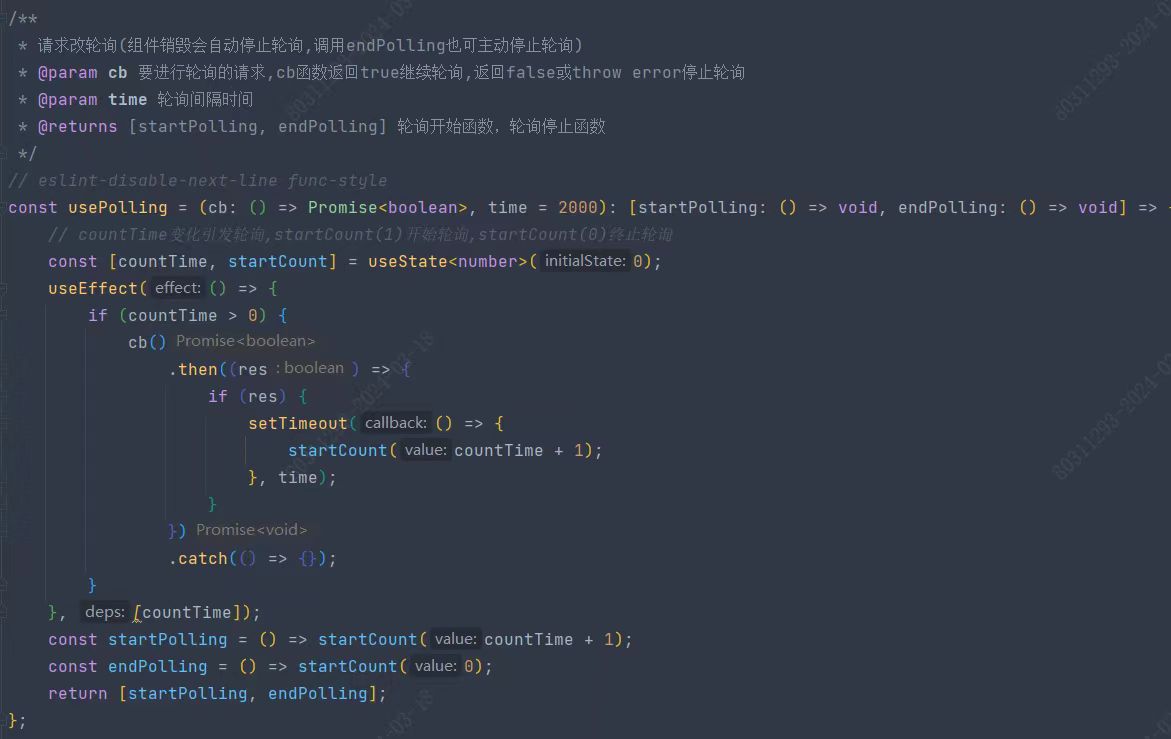 /**
 * 请求改轮询(组件销毁会自动停止轮询,调用endPolling也可主动停止轮询)
 * @param cb 要进行轮询的请求,cb函数返回true继续轮询,返回false或throw error停止轮询
 * @param time 轮询间隔时间
 * @returns [startPolling, endPolling] 轮询开始函数，轮询停止函数
 */
// eslint-disable-next-line func-style
const usePolling = (cb: () => Promise<boolean>, time = 2000): [startPolling: () => void, endPolling: () => void] => {
    // countTime变化引发轮询,startCount(1)开始轮询,startCount(0)终止轮询
    const [countTime, startCount] = useState<number>( initialState: 0);
    useEffect( effect: () => {
        if (countTime > 0) {
            cb() Promise<boolean>
                .then((res : boolean ) => {
                    if (res) {
                        setTimeout( callback: () => {
                            startCount( value: countTime + 1);
                        }, time);
                    }
                }) Promise<void>
                .catch(() => {});
        }
    }, deps: [countTime]);
    const startPolling = () => startCount( value: countTime + 1);
    const endPolling = () => startCount( value: 0);
    return [startPolling, endPolling];
};